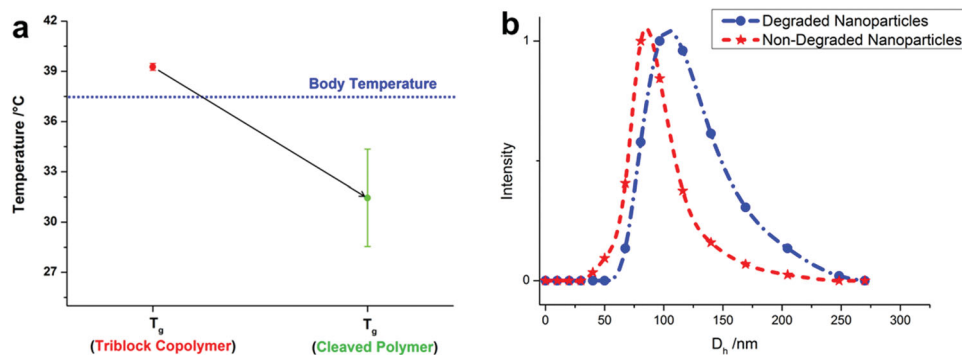 a
Temperature /°C
42
39
36
33
30
27
Body Temperature
Tg
(Triblock Copolymer)
Tg
(Cleaved Polymer)
b
Degraded Nanoparticles
Non-Degraded Nanoparticles
Intensity
1
0
0 50 100 150 200 250 300
Dh /nm